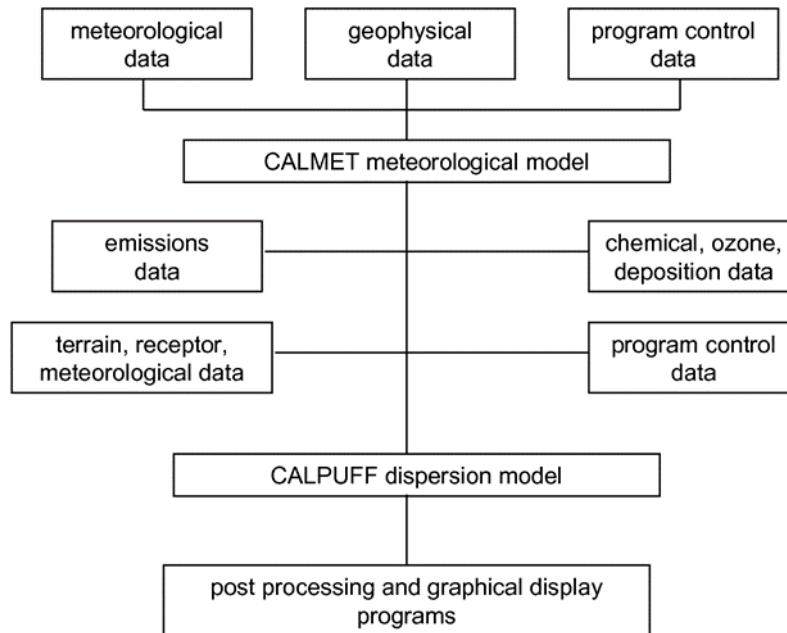 meteorological
data
geophysical
data
program control
data
CALMET meteorological model
emissions
data
chemical, ozone,
deposition data
terrain, receptor,
meteorological data
program control
data
CALPUFF dispersion model
post processing and graphical display
programs